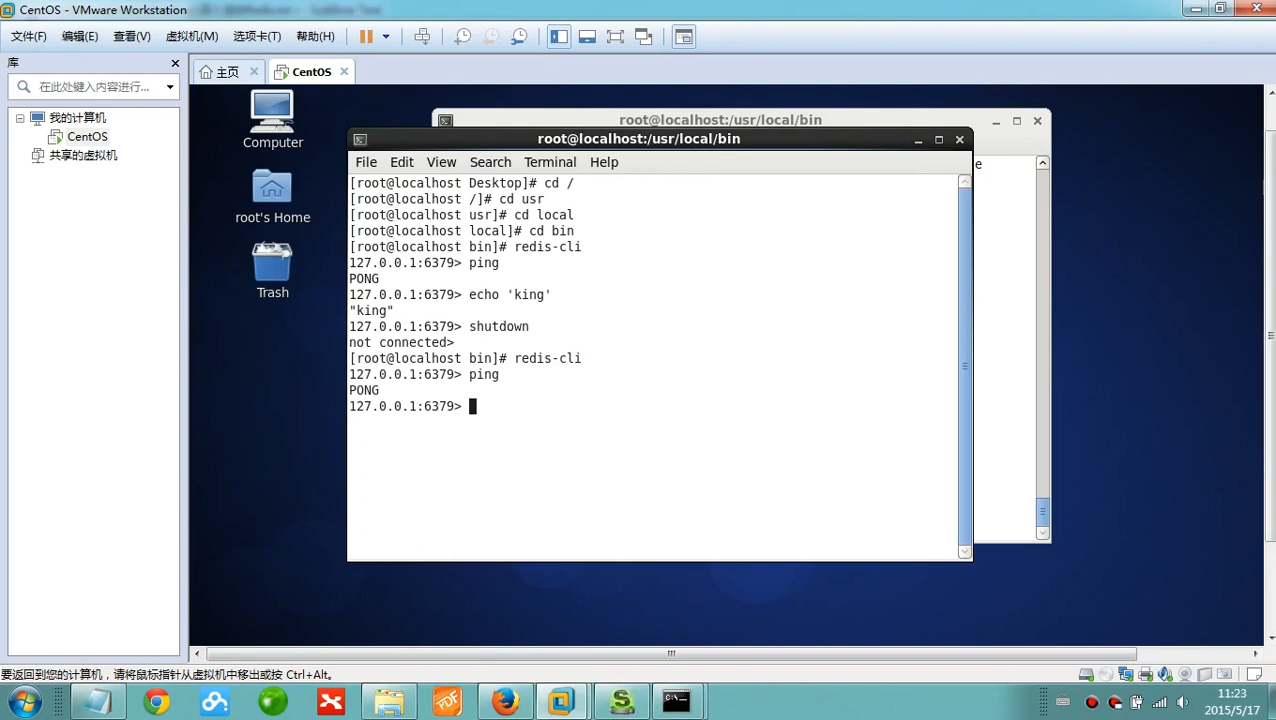 CentOS - VMware Workstation
文件(F) 编辑(E) 查看(V) 虚拟机(M) 选项卡(T) 帮助(H)
库
在此处键入内容进行...
我的计算机
CentOS
共享的虚拟机
主页
CentOS
Computer
root's Home
Trash
root@localhost:/usr/local/bin
root@localhost:/usr/local/bin
File Edit View Search Terminal Help
[root@localhost Desktop]# cd /
[root@localhost /]# cd usr
[root@localhost usr]# cd local
[root@localhost local]# cd bin
[root@localhost bin]# redis-cli
127.0.0.1:6379> ping
PONG
127.0.0.1:6379> echo 'king'
"king"
127.0.0.1:6379> shutdown
not connected>
[root@localhost bin]# redis-cli
127.0.0.1:6379> ping
PONG
127.0.0.1:6379>
e
要返回到您的计算机，请将鼠标指针从虚拟机中移出或按 Ctrl+Alt。
PDF
S
C:\
11:23
2015/5/17